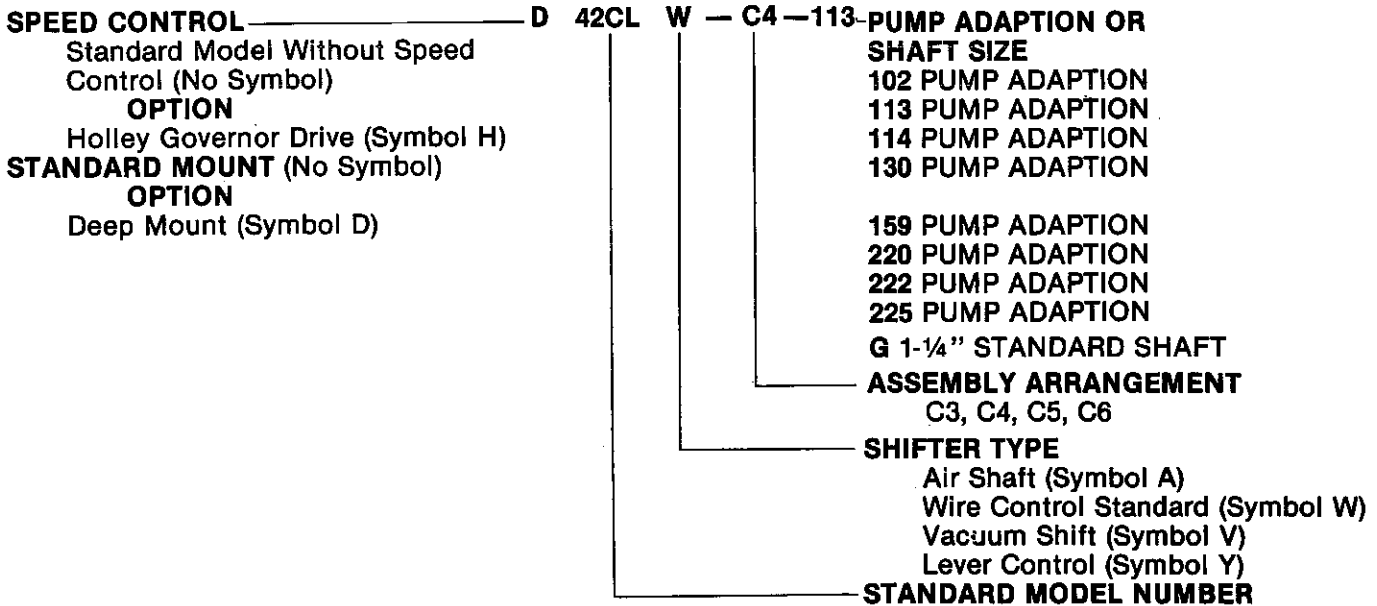 SPEED CONTROL D 42CL W — C4 —113- PUMP ADAPTION OR
SHAFT SIZE
Standard Model Without Speed
Control (No Symbol)
OPTION
Holley Governor Drive (Symbol H)
STANDARD MOUNT (No Symbol)
OPTION
Deep Mount (Symbol D)
102 PUMP ADAPTION
113 PUMP ADAPTION
114 PUMP ADAPTION
130 PUMP ADAPTION
159 PUMP ADAPTION
220 PUMP ADAPTION
222 PUMP ADAPTION
225 PUMP ADAPTION
G 1-¼" STANDARD SHAFT
ASSEMBLY ARRANGEMENT
C3, C4, C5, C6
SHIFTER TYPE
Air Shaft (Symbol A)
Wire Control Standard (Symbol W)
Vacuum Shift (Symbol V)
Lever Control (Symbol Y)
STANDARD MODEL NUMBER